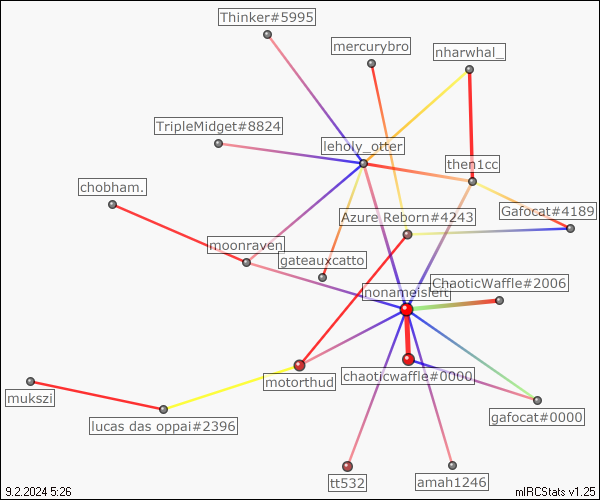 Thinker#5995
mercurybro
nharwhal_
TripleMidget#8824
leholy_otter
then1cc
chobham.
Gafocat#4189
Azure Reborn#4243
moonraven
gateauxcatto
ChaoticWaffle#2006
motorthud
chaoticwaffle#0000
mukszi
gafocat#0000
lucas das oppai#2396
tt532
amah1246
9.2.2024 5:26
mIRCStats v1.25